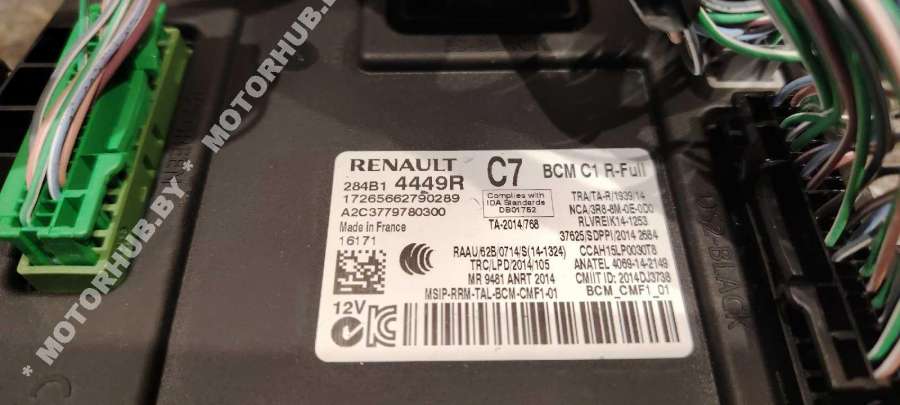 RENAULT C7 BCM C1 R-Full
284B1 4449R
17265662790289
A2C3779780300
Made in France
16171
Complies with
IDA Standards
DB01752
TA-2014/768
TRA/TA-R/1939/14
NCA/3R8-8M-0E-0D0
RLVREIK14-1253
37625/SDPPI/2014 2684
RAAU/62B/0714/S(14-1324)
CCAH15LP0030T8
TRC/LPD/2014/105
ANATEL 4069-14-2149
MR 9481 ANRT 2014
CMIIT ID: 2014DJ3738
MSIP-RRM-TAL-BCM-CMF1-01
BCM_CMF1_01
12V
BLACK
* MOTORHUB.BY * MOTORHUB.BY *
MOTORHUB.BY